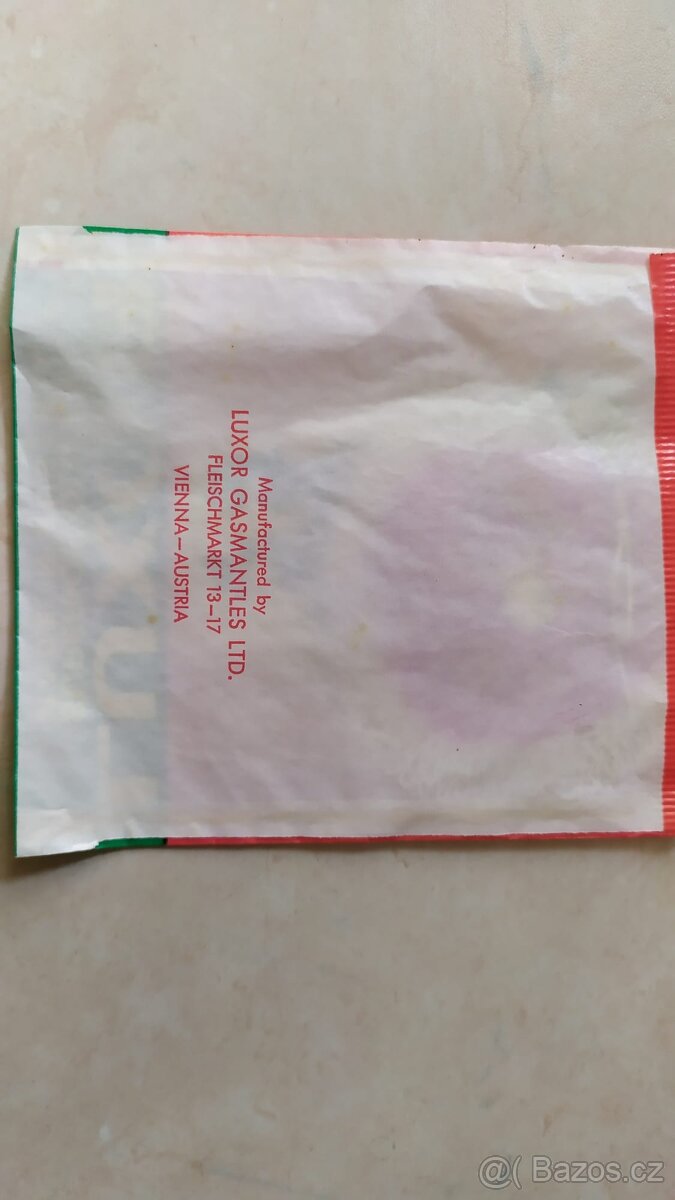 Manufactured by
LUXOR GASMANTLES LTD.
FLEISCHMARKT 13–17
VIENNA–AUSTRIA
@( Bazos.cz